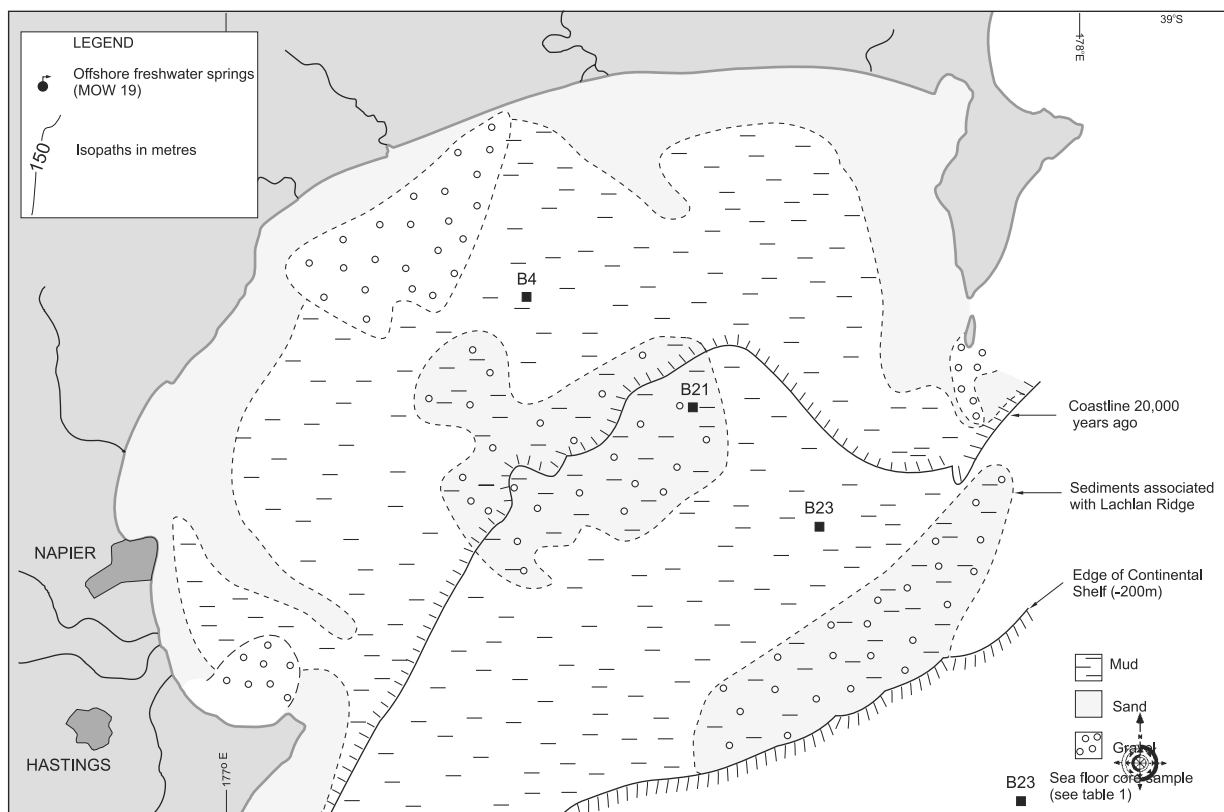 LEGEND
Offshore freshwater springs
(MOW 19)
150
Isopaths in metres
178°E
39°S
B4
B21
B23
Coastline 20,000
years ago
Sediments associated
with Lachlan Ridge
Edge of Continental
Shelf (-200m)
NAPIER
HASTINGS
177° E
Mud
Sand
Gravel
B23
Sea floor core sample
(see table 1)